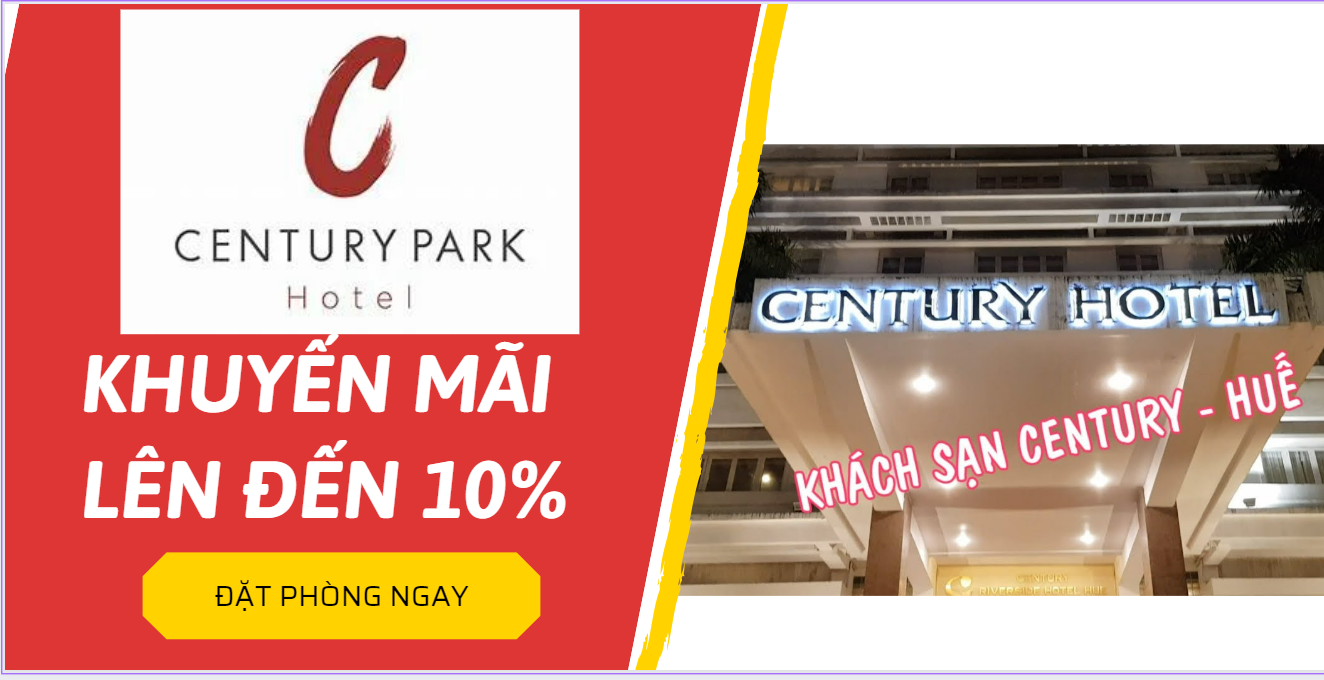 C
CENTURY PARK
Hotel
KHUYẾN MÃI
LÊN ĐẾN 10%
ĐẶT PHÒNG NGAY
CENTURY HOTEL
KHÁCH SẠN CENTURY - HUẾ
CENTURY
RIVERSIDE HOTEL HUE